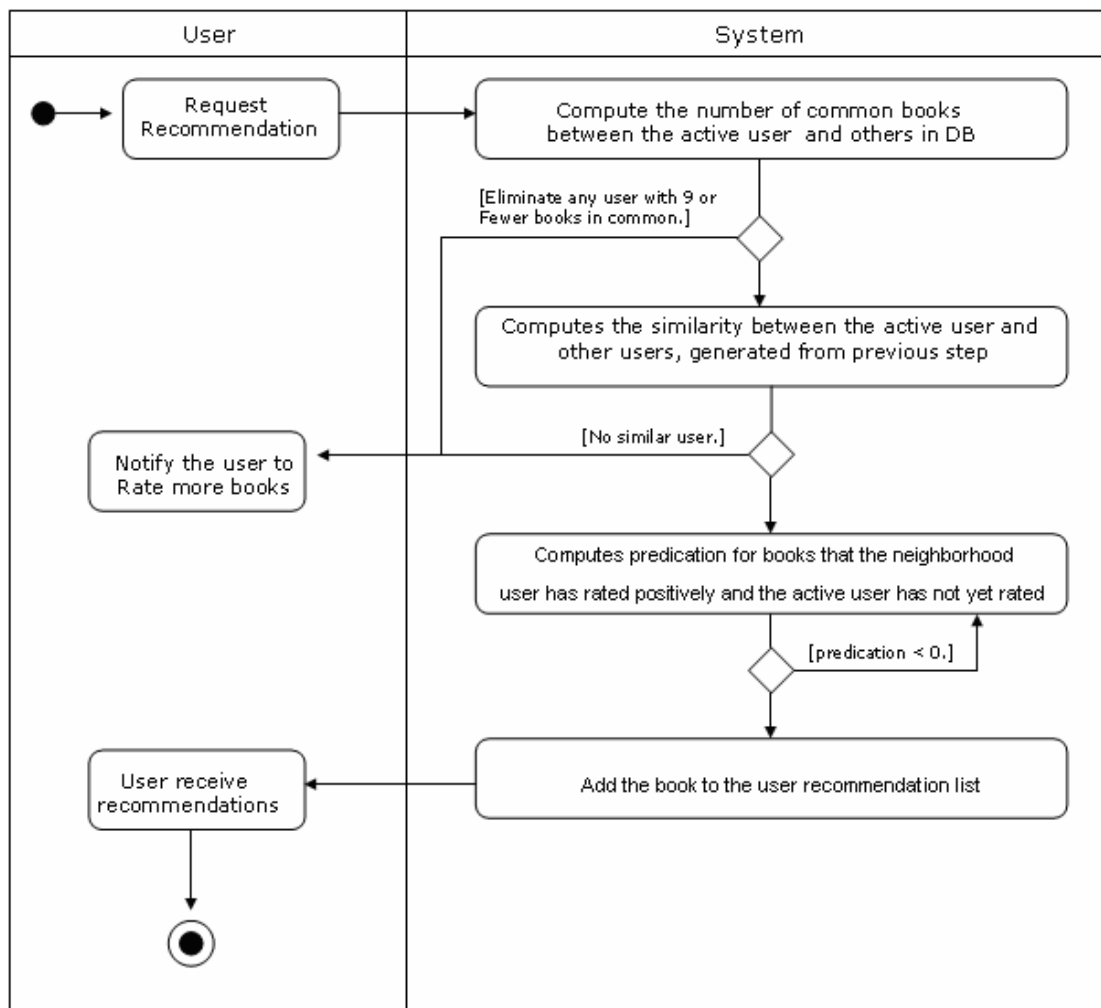 User
System
Request
Recommendation
Compute the number of common books
between the active user and others in DB
[Eliminate any user with 9 or
Fewer books in common.]
Computes the similarity between the active user and
other users, generated from previous step
[No similar user.]
Notify the user to
Rate more books
Computes predication for books that the neighborhood
user has rated positively and the active user has not yet rated
[predication < 0.]
Add the book to the user recommendation list
User receive
recommendations